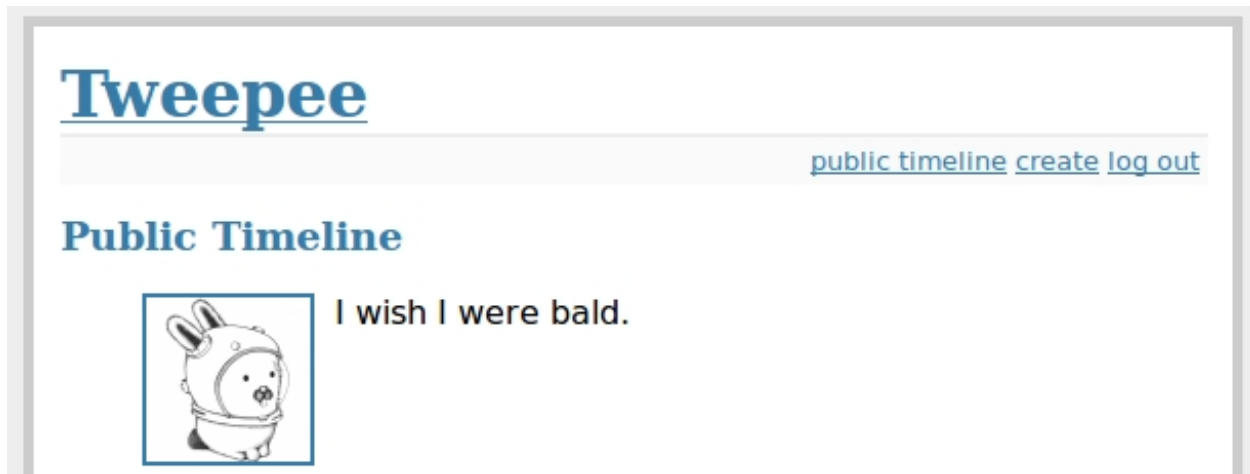 Tweepee
public timeline create log out
Public Timeline
I wish I were bald.